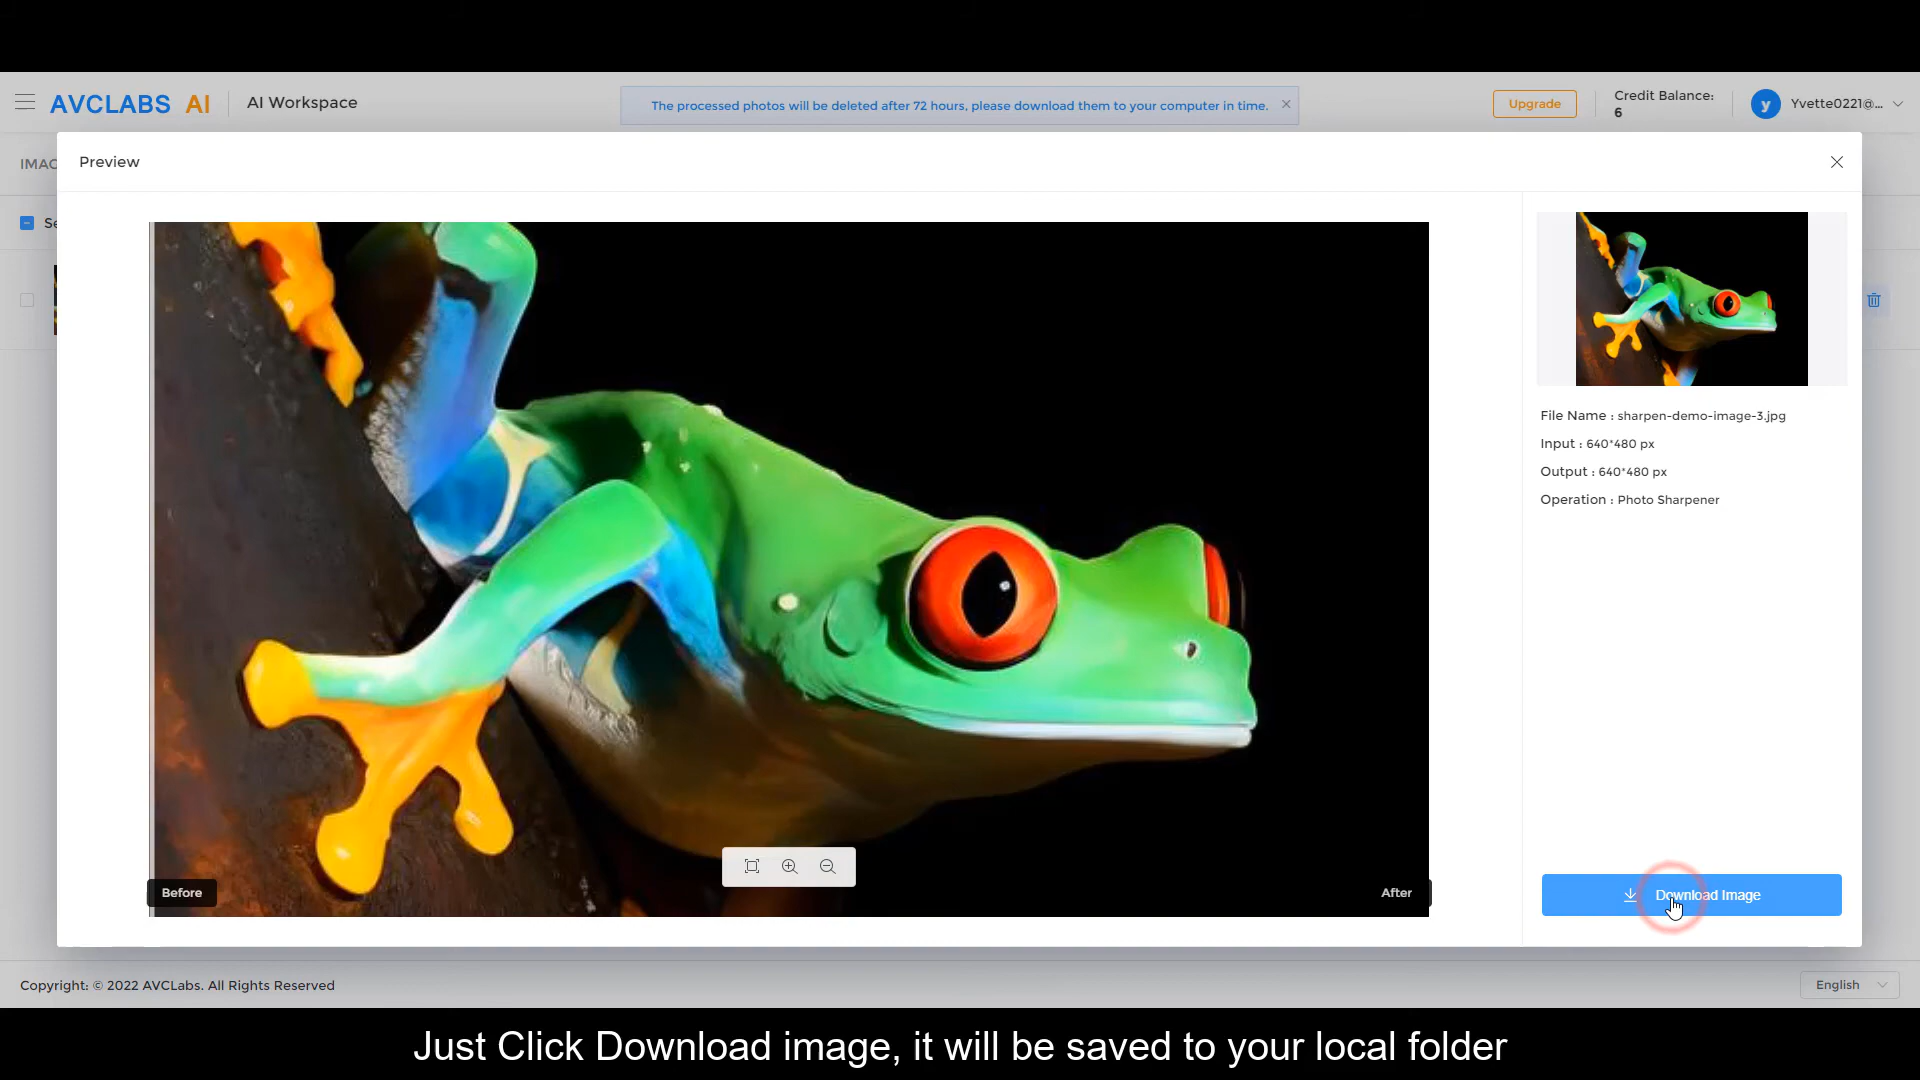 AVCLABS AI
AI Workspace
The processed photos will be deleted after 72 hours, please download them to your computer in time.
Upgrade
Credit Balance:
6
y
Yvette0221@...
Preview
IMAG
Se
File Name : sharpen-demo-image-3.jpg
Input : 640*480 px
Output : 640*480 px
Operation : Photo Sharpener
Before
After
Download Image
Copyright: © 2022 AVCLabs. All Rights Reserved
English
Just Click Download image, it will be saved to your local folder